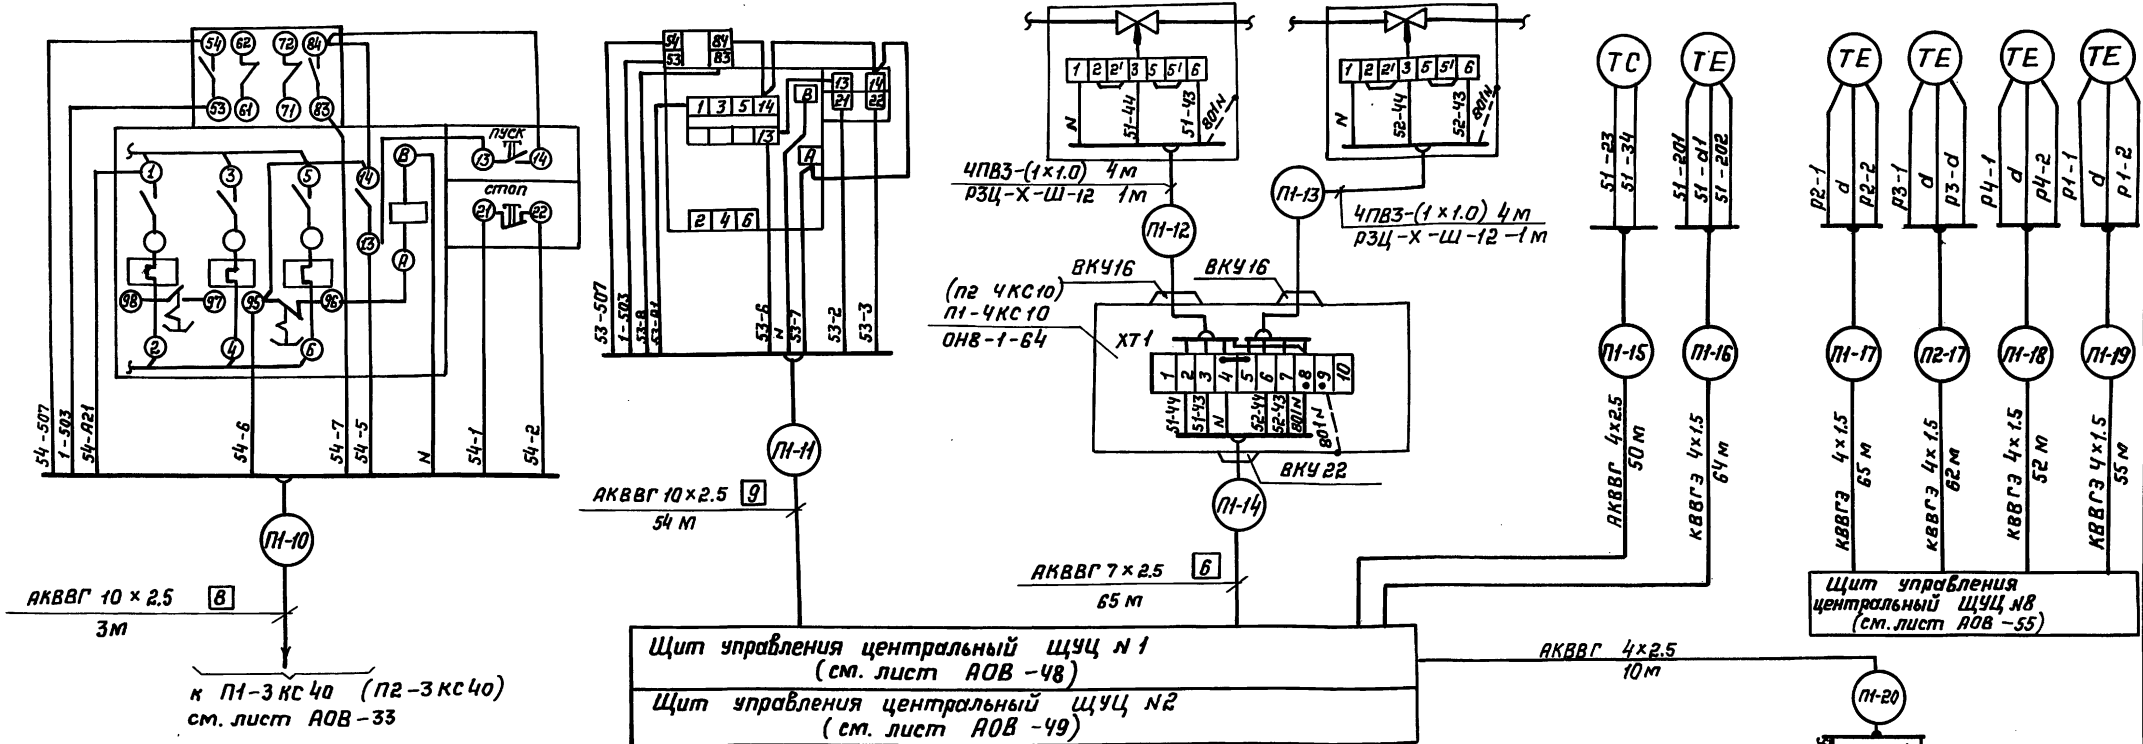 54 62 72 84
53 61 71 83
ПУСК
13 14
СТОП
21 22
1 3 5 14 В
13 А
98 97 95 96
2 4 6
54-507
1-503
54-А21
54-6
54-7
54-5
N
54-1
54-2
П1-10
АКВВГ 10×2.5 8
3м
к П1-3КС40 (П2-3КС40)
см. лист АОВ-33
54 84
53 83
1 3 5 14
13
В
А
13 14
21 22
2 4 6
53-507
1-503
53-8
53-А1
53-6
N
53-7
53-2
53-3
П1-11
АКВВГ 10×2.5 9
54 м
1 2 2' 3 5 5' 6
N
51-44
51-43
801N
4ПВ3-(1×1.0) 4м
РЗЦ-Х-Ш-12 1м
П1-12
1 2 2' 3 5 5' 6
N
52-44
52-43
801N
П1-13
4ПВ3-(1×1.0) 4м
РЗЦ-Х-Ш-12-1м
ВКУ16
ВКУ16
(П2 4КС10)
П1-4КС10
ОН8-1-64
ХТ1
1 2 3 4 5 6 7 8 9 10
51-44
51-43
N
52-44
52-43
801N
801N
ВКУ22
П1-14
АКВВГ 7×2.5 6
65 м
ТС
51-23
51-34
П1-15
АКВВГ 4×2.5
50м
ТЕ
51-201
51-d1
51-202
П1-16
КВВГЭ 4×1.5
64м
ТЕ
р2-1
d
р2-2
П1-17
КВВГЭ 4×1.5
65 м
ТЕ
р3-1
d
р3-d
П2-17
КВВГЭ 4×1.5
62м
ТЕ
р4-1
d
р4-2
П1-18
КВВГЭ 4×1.5
52 м
ТЕ
р1-1
d
р1-2
П1-19
КВВГЭ 4×1.5
55м
Щит управления
центральный ЩУЦ N8
(см. лист АОВ-55)
Щит управления центральный ЩУЦ N1
(см. лист АОВ-48)
Щит управления центральный ЩУЦ N2
(см. лист АОВ-49)
АКВВГ 4×2.5
10м
П1-20